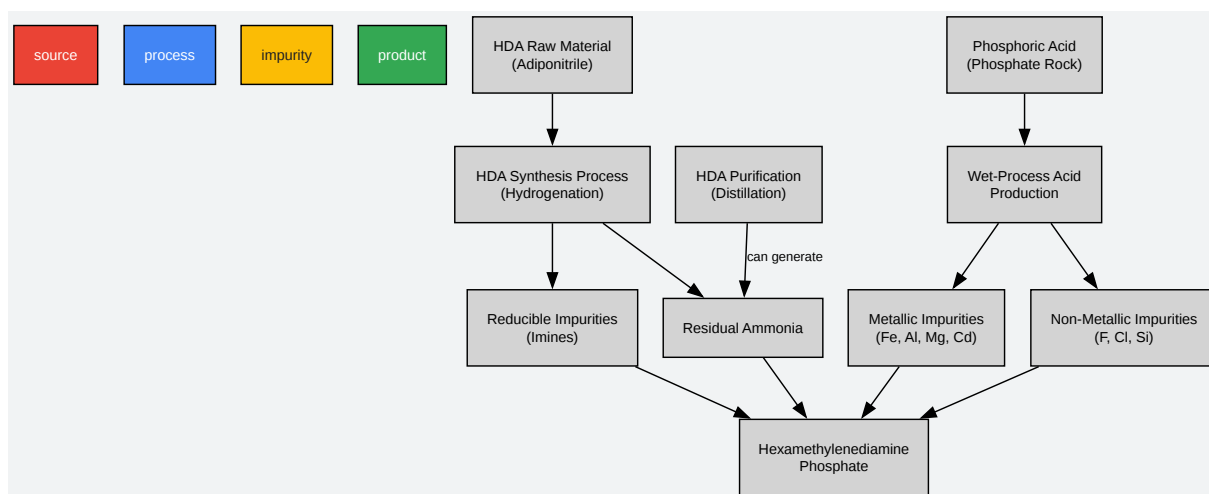 source
process
impurity
product
HDA Raw Material
(Adiponitrile)
Phosphoric Acid
(Phosphate Rock)
HDA Synthesis Process
(Hydrogenation)
HDA Purification
(Distillation)
Wet-Process Acid
Production
can generate
Reducible Impurities
(Imines)
Residual Ammonia
Metallic Impurities
(Fe, Al, Mg, Cd)
Non-Metallic Impurities
(F, Cl, Si)
Hexamethylenediamine
Phosphate